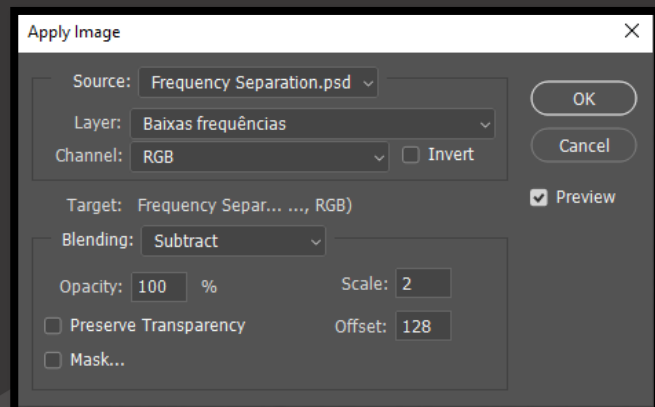 Apply Image
Source: Frequency Separation.psd
OK
Layer: Baixas frequências
Cancel
Channel: RGB
Invert
Preview
Target: Frequency Separ... ..., RGB)
Blending: Subtract
Opacity: 100 %
Scale: 2
Preserve Transparency
Offset: 128
Mask...